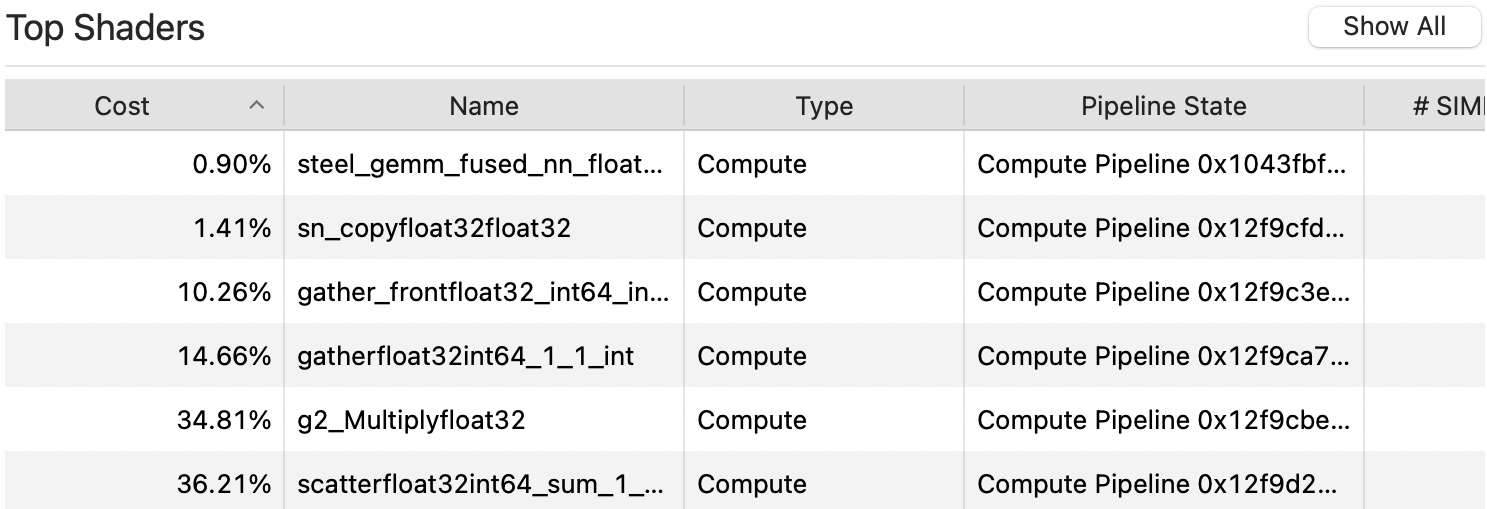 Top Shaders Show All
Cost Name Type Pipeline State # SIM
0.90% steel_gemm_fused_nn_float... Compute Compute Pipeline 0x1043fbf...
1.41% sn_copyfloat32float32 Compute Compute Pipeline 0x12f9cfd...
10.26% gather_frontfloat32_int64_in... Compute Compute Pipeline 0x12f9c3e...
14.66% gatherfloat32int64_1_1_int Compute Compute Pipeline 0x12f9ca7...
34.81% g2_Multiplyfloat32 Compute Compute Pipeline 0x12f9cbe...
36.21% scatterfloat32int64_sum_1_... Compute Compute Pipeline 0x12f9d2...